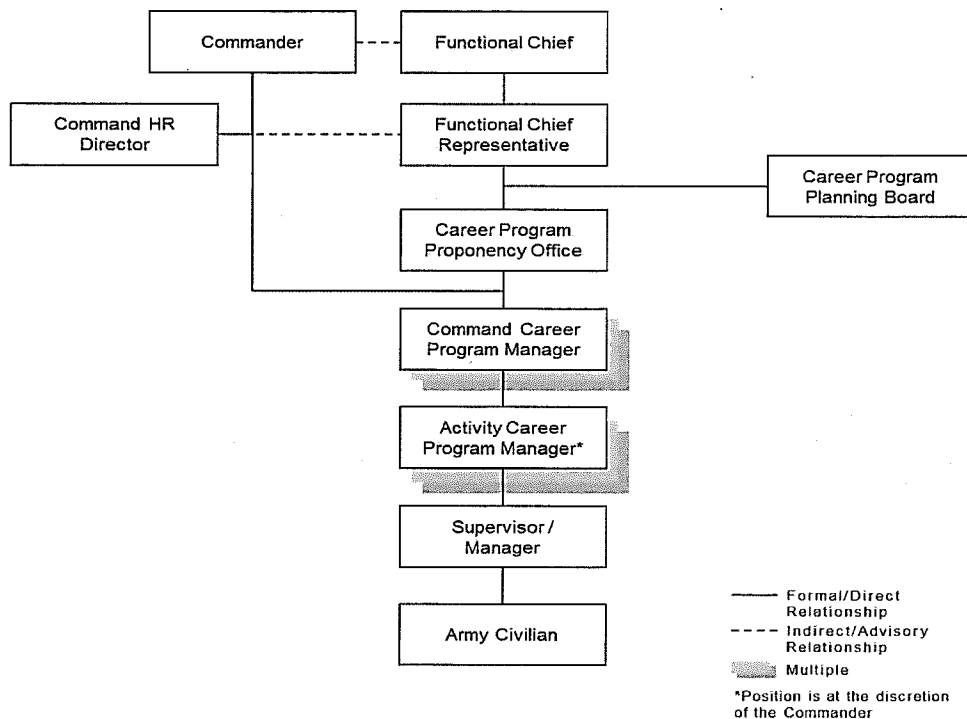 Commander
Functional Chief
Command HR
Director
Functional Chief
Representative
Career Program
Planning Board
Career Program
Proponency Office
Command Career
Program Manager
Activity Career
Program Manager*
Supervisor /
Manager
Army Civilian
Formal/Direct
Relationship
Indirect/Advisory
Relationship
Multiple
*Position is at the discretion
of the Commander